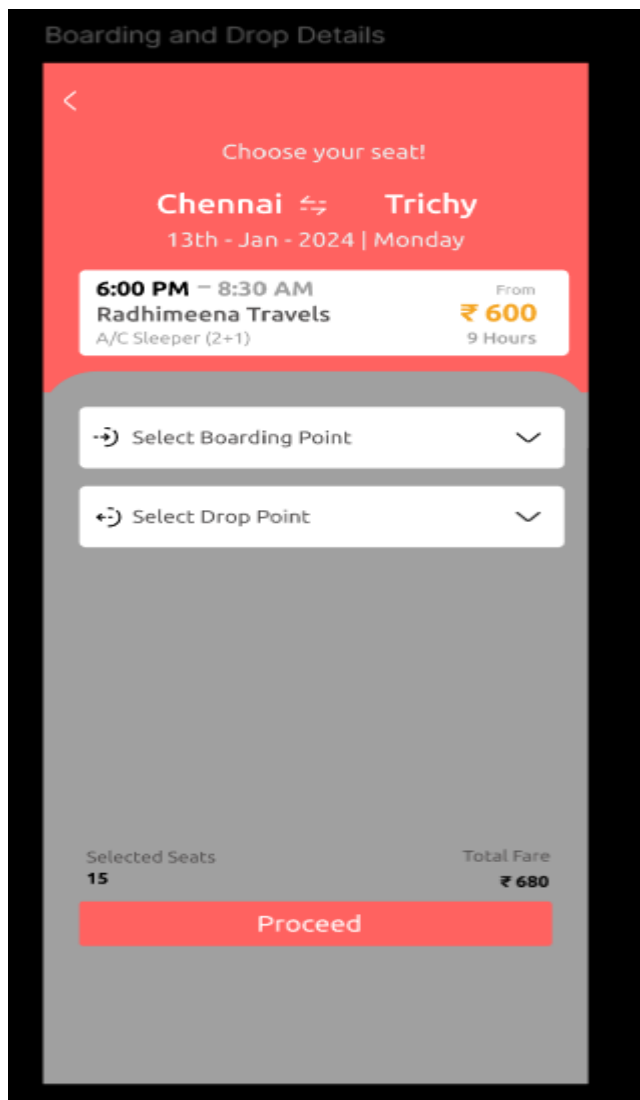 Boarding and Drop Details
Choose your seat!
Chennai Trichy
13th - Jan - 2024 | Monday
6:00 PM – 8:30 AM From
Radhimeena Travels ₹ 600
A/C Sleeper (2+1) 9 Hours
Select Boarding Point
Select Drop Point
Selected Seats Total Fare
15 ₹ 680
Proceed